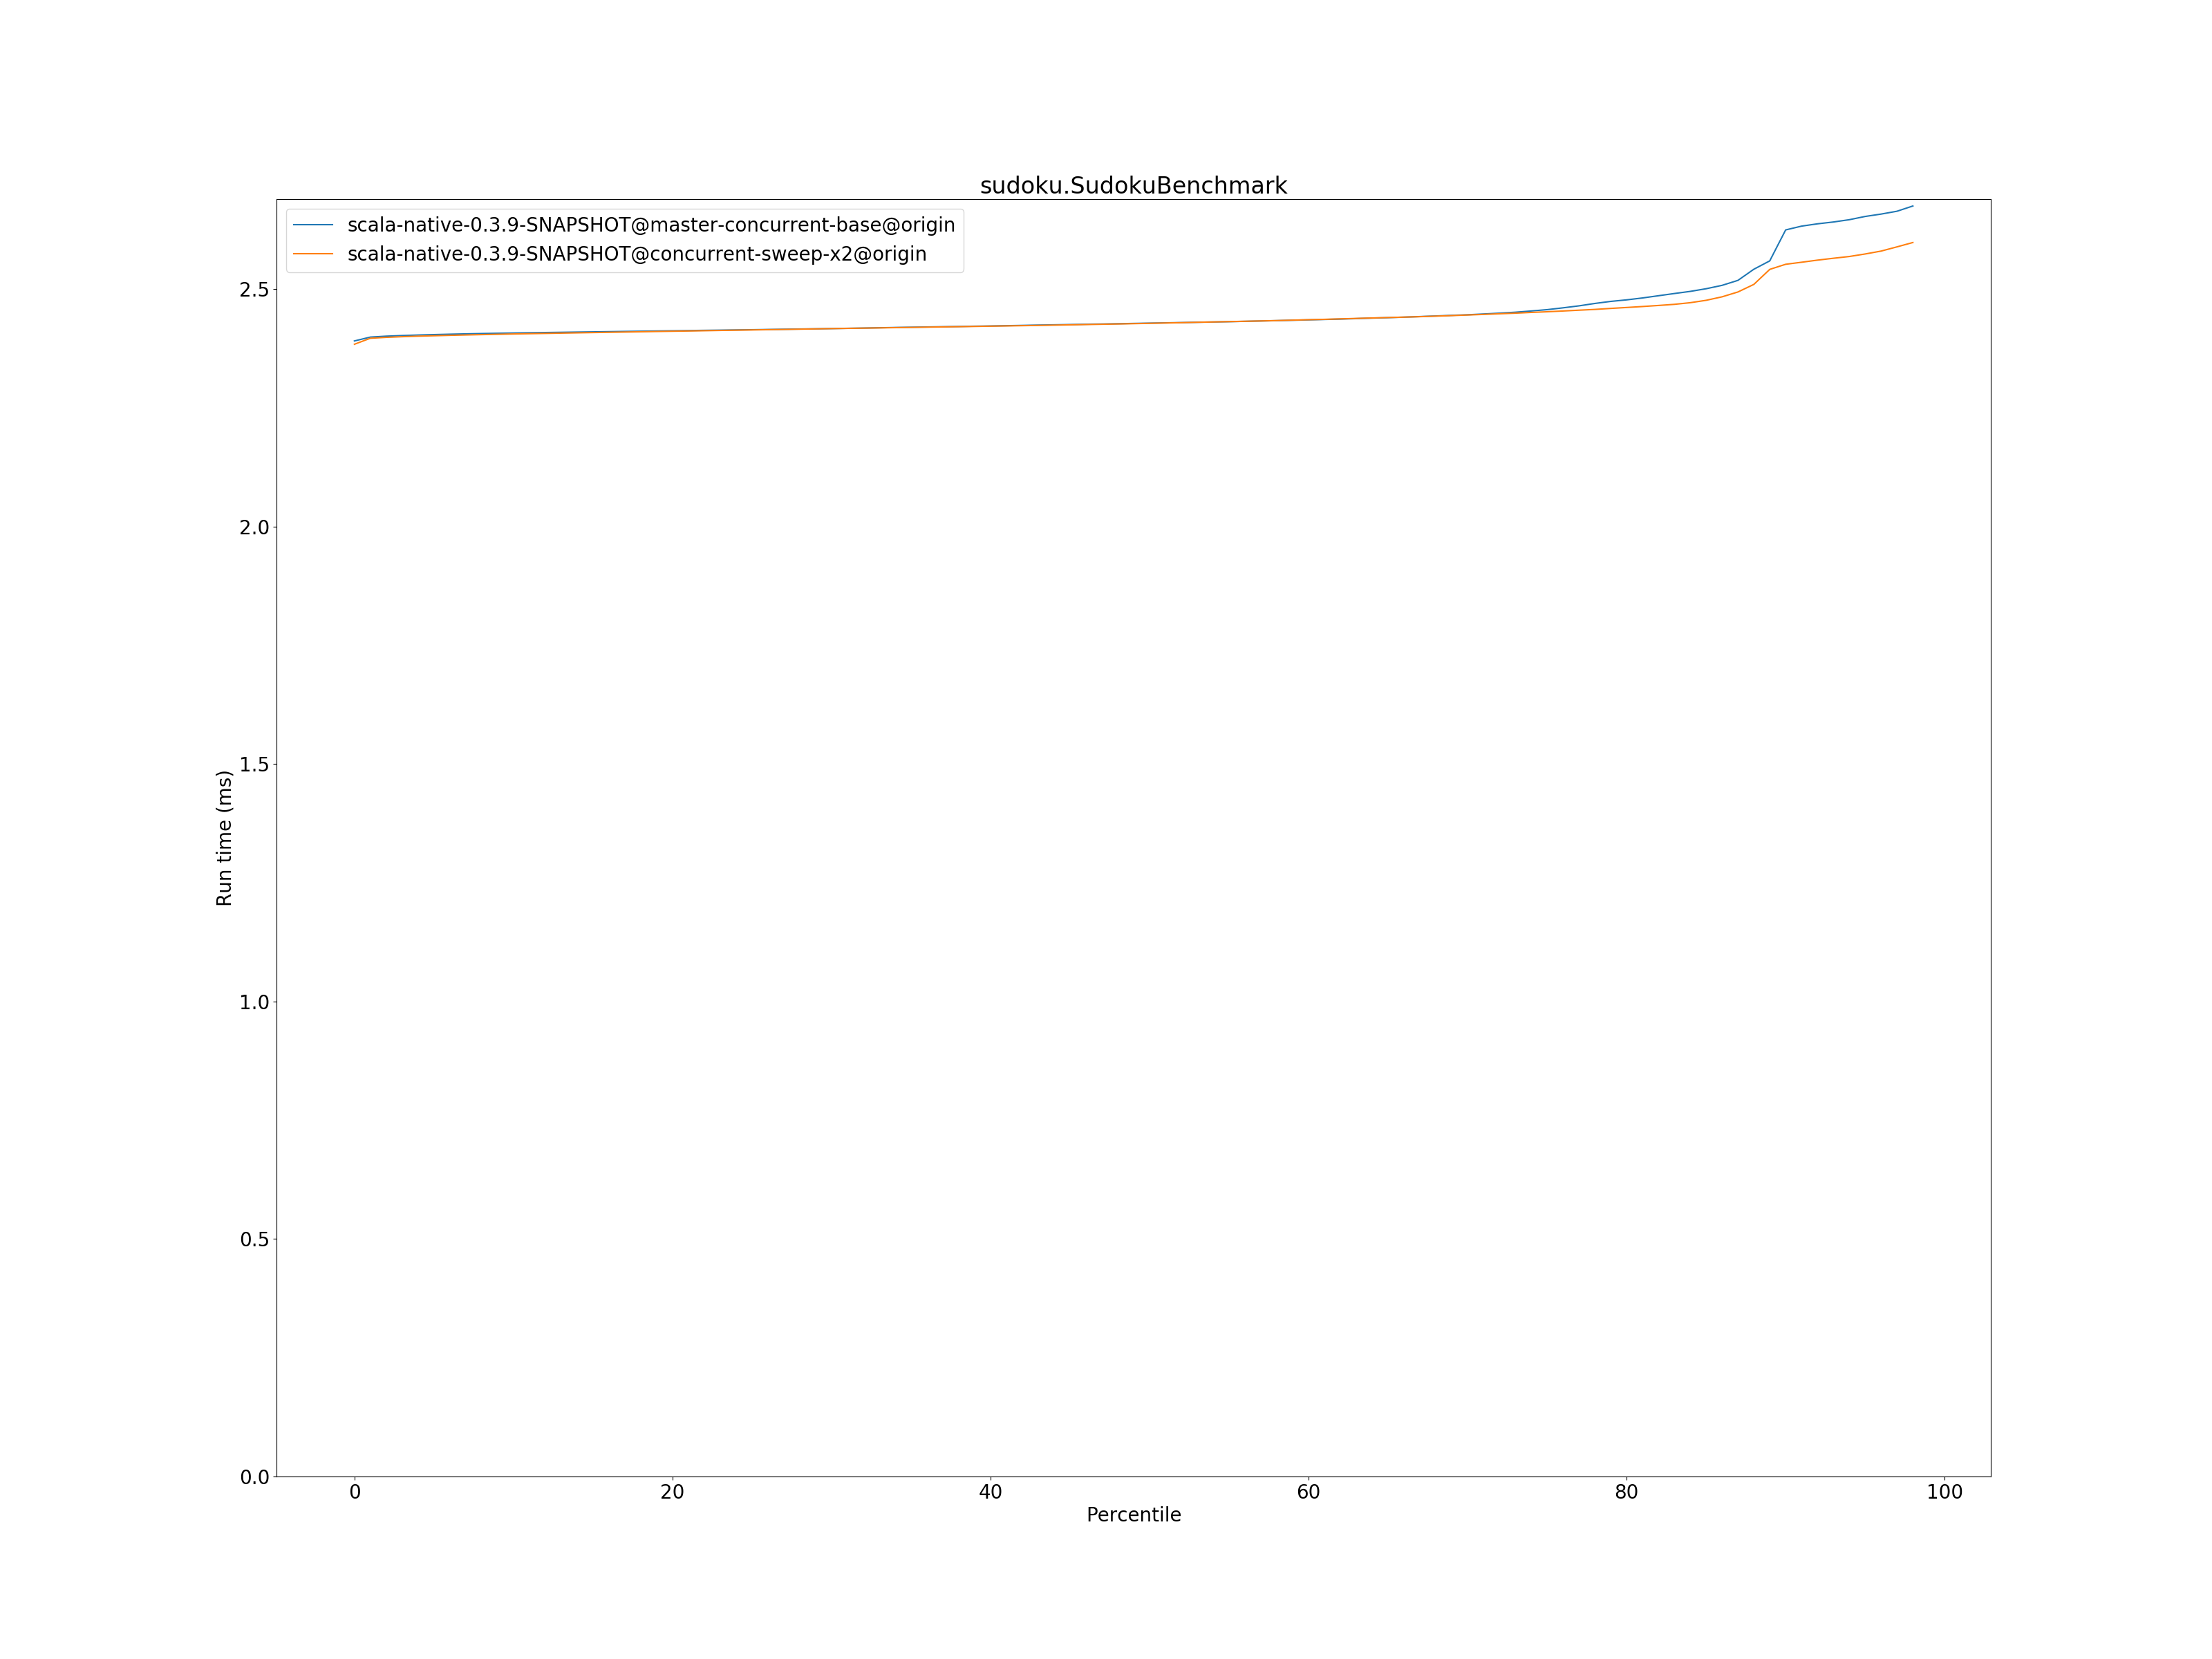 sudoku.SudokuBenchmark
scala-native-0.3.9-SNAPSHOT@master-concurrent-base@origin
scala-native-0.3.9-SNAPSHOT@concurrent-sweep-x2@origin
2.5
2.0
1.5
1.0
0.5
0.0
Run time (ms)
0 20 40 60 80 100
Percentile